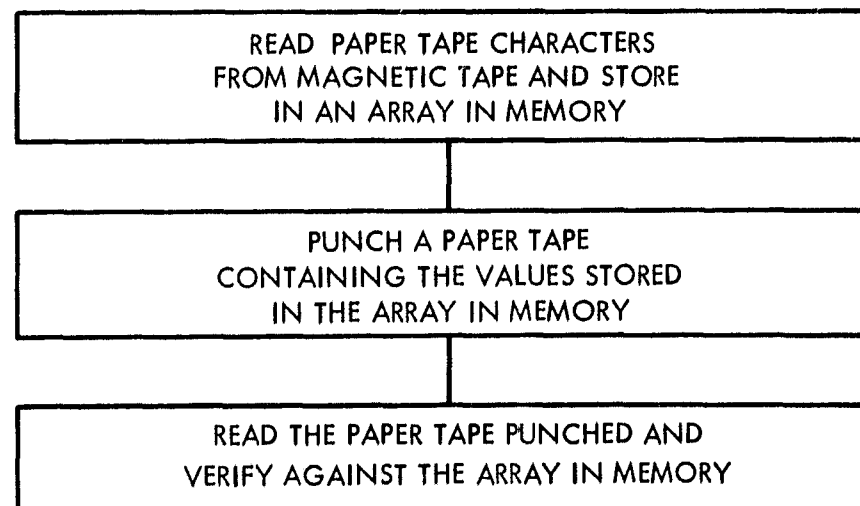 READ PAPER TAPE CHARACTERS
FROM MAGNETIC TAPE AND STORE
IN AN ARRAY IN MEMORY
PUNCH A PAPER TAPE
CONTAINING THE VALUES STORED
IN THE ARRAY IN MEMORY
READ THE PAPER TAPE PUNCHED AND
VERIFY AGAINST THE ARRAY IN MEMORY